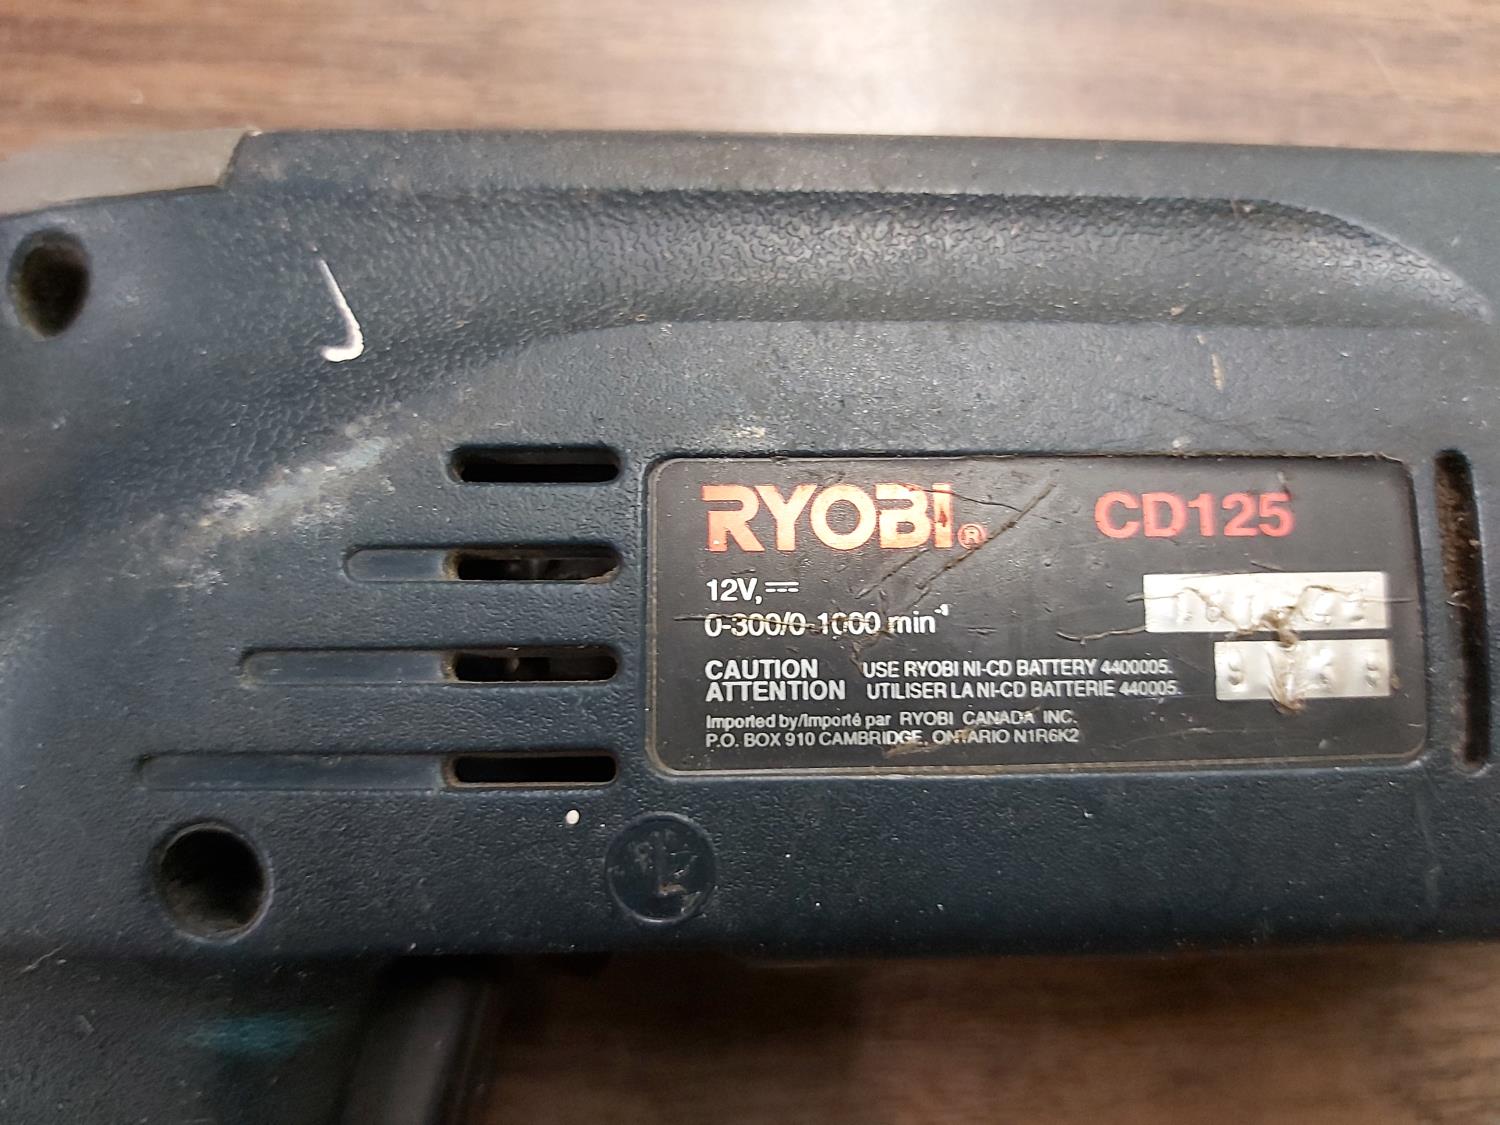 RYOBI® CD125
12V,⎓
0-300/0-1000 min⁻¹
CAUTION USE RYOBI NI-CD BATTERY 4400005.
ATTENTION UTILISER LA NI-CD BATTERIE 440005.
Imported by/Importé par RYOBI CANADA INC.
P.O. BOX 910 CAMBRIDGE, ONTARIO N1R6K2